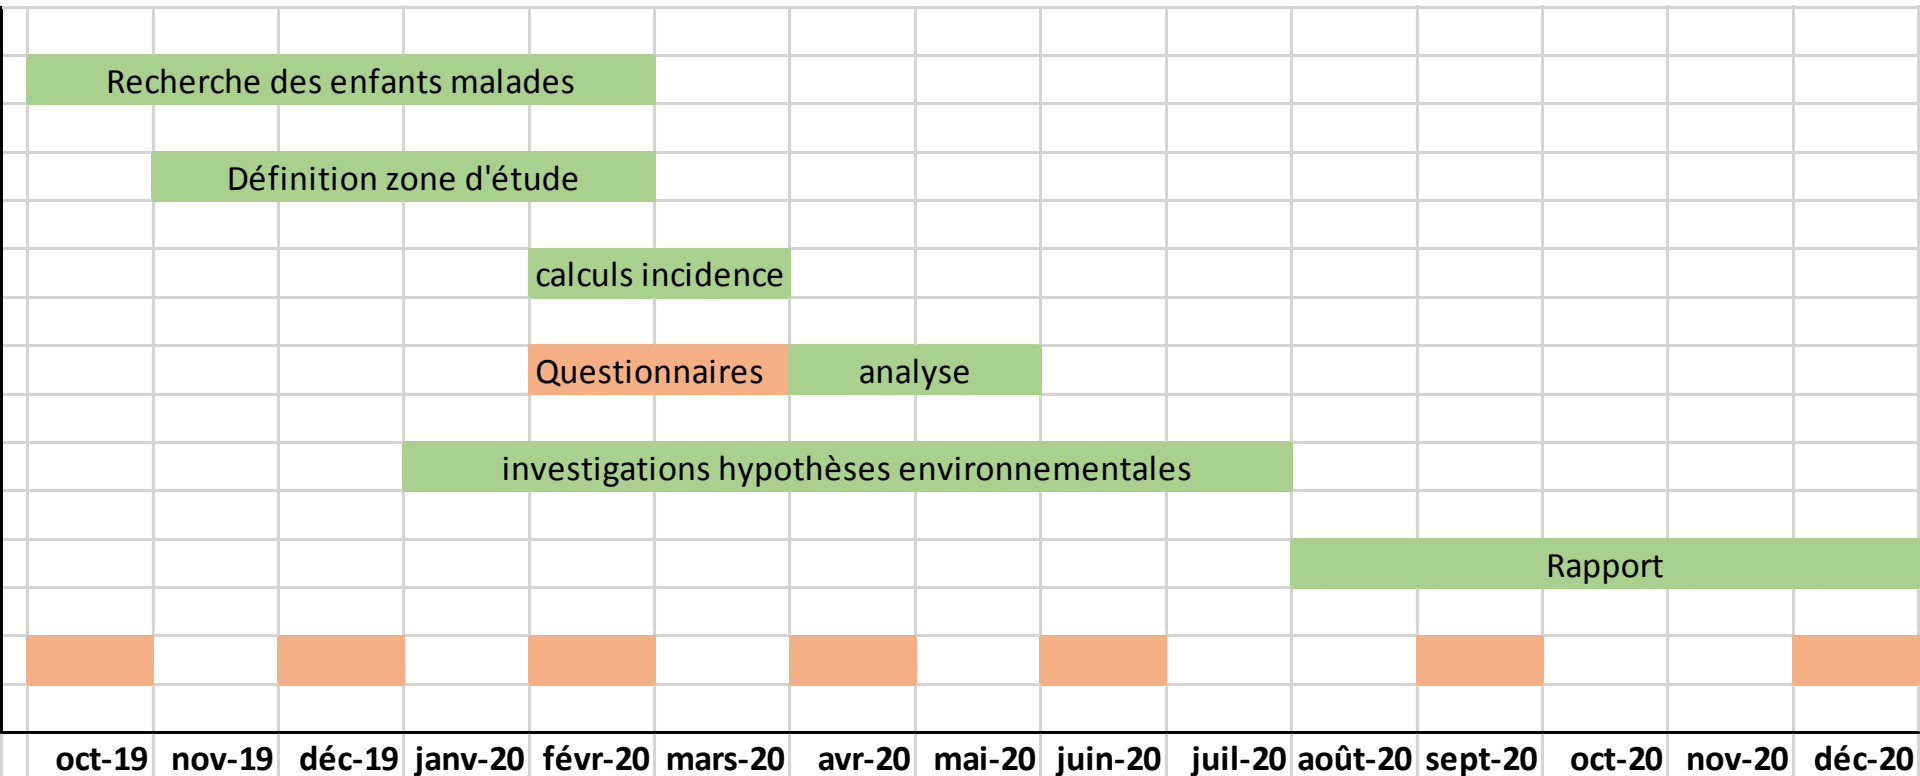 Recherche des enfants malades
Définition zone d'étude
calculs incidence
Questionnaires analyse
investigations hypothèses environnementales
Rapport
oct-19 nov-19 déc-19 janv-20 févr-20 mars-20 avr-20 mai-20 juin-20 juil-20 août-20 sept-20 oct-20 nov-20 déc-20